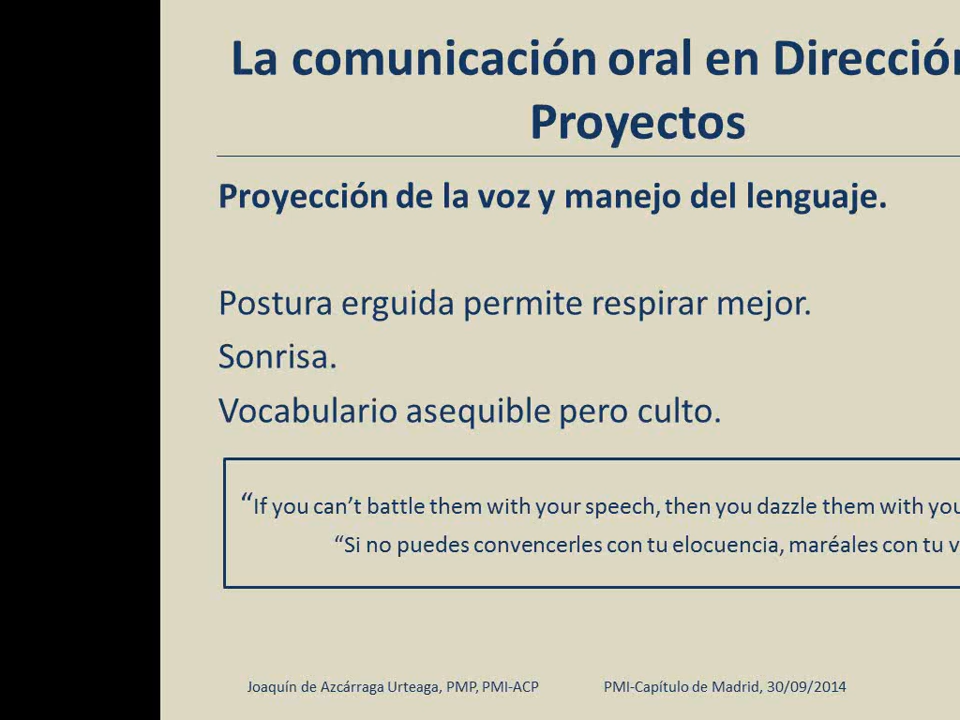 La comunicación oral en Dirección
Proyectos
Proyección de la voz y manejo del lenguaje.
Postura erguida permite respirar mejor.
Sonrisa.
Vocabulario asequible pero culto.
“If you can’t battle them with your speech, then you dazzle them with you
“Si no puedes convencerles con tu elocuencia, maréales con tu v
Joaquín de Azcárraga Urteaga, PMP, PMI-ACP PMI-Capítulo de Madrid, 30/09/2014